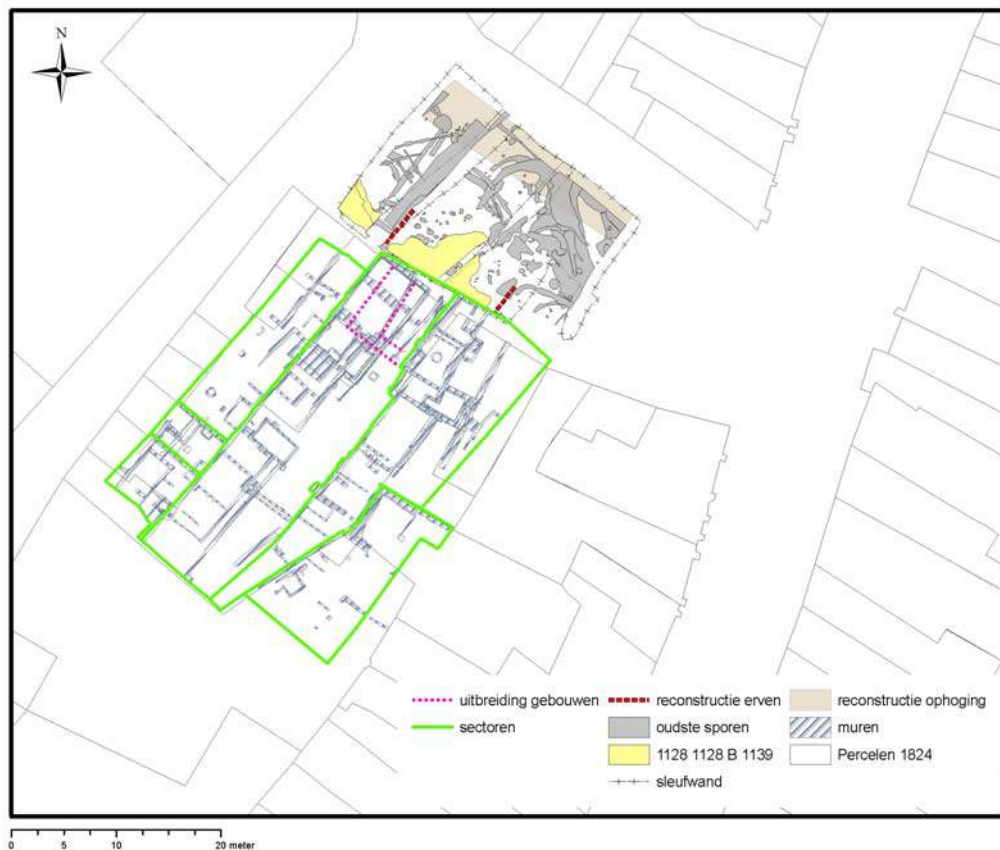 N
uitbreiding gebouwen
reconstructie erven
reconstructie ophoging
sectoren
oudste sporen
muren
1128 1128 B 1139
Percelen 1824
sleufwand
0 5 10 20 meter